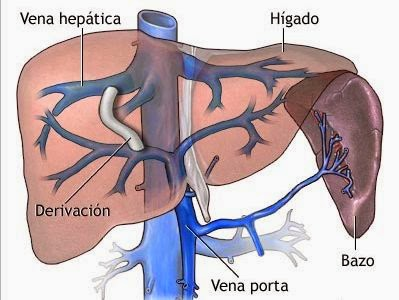 Vena hepática
Hígado
Derivación
Bazo
Vena porta